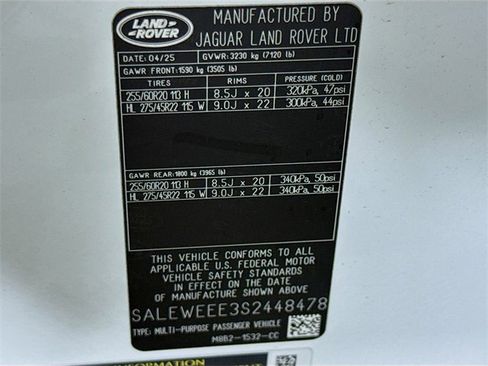 LAND ROVER
MANUFACTURED BY
JAGUAR LAND ROVER LTD
DATE: 04/25 GVWR: 3230 kg (7120 lb)
GAWR FRONT: 1590 kg (3505 lb)
TIRES RIMS PRESSURE (COLD)
255/60R20 113 H 8.5J x 20 320kPa, 47psi
HL 275/45R22 115 W 9.0J x 22 300kPa, 44psi
GAWR REAR: 1800 kg (3965 lb)
255/60R20 113 H 8.5J x 20 340kPa, 50psi
HL 275/45R22 115 W 9.0J x 22 340kPa, 50psi
THIS VEHICLE CONFORMS TO ALL
APPLICABLE U.S. FEDERAL MOTOR
VEHICLE SAFETY STANDARDS
IN EFFECT ON THE DATE
OF MANUFACTURE SHOWN ABOVE
SALEWEEE3S2448478
TYPE: MULTI-PURPOSE PASSENGER VEHICLE
M8B2-1532-CC
INFORMATION